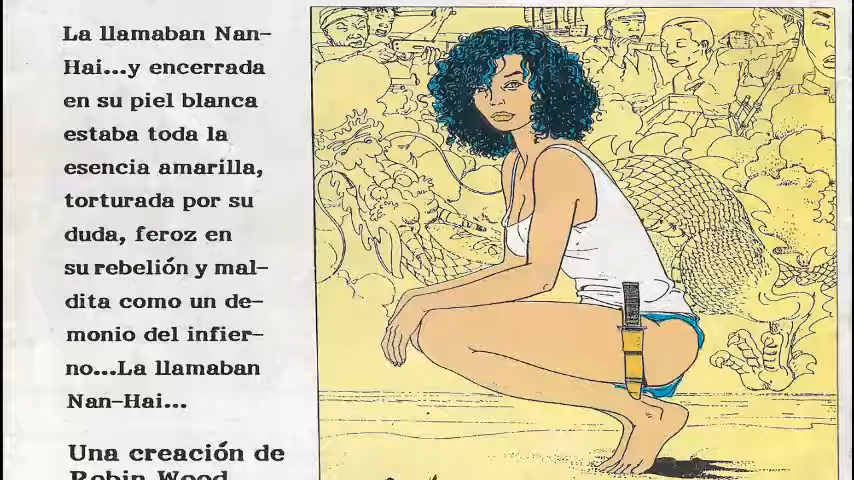 La llamaban Nan-
Hai...y encerrada
en su piel blanca
estaba toda la
esencia amarilla,
torturada por su
duda, feroz en
su rebelión y mal-
dita como un de-
monio del infier-
no...La llamaban
Nan-Hai...
Una creación de
Robin Wood